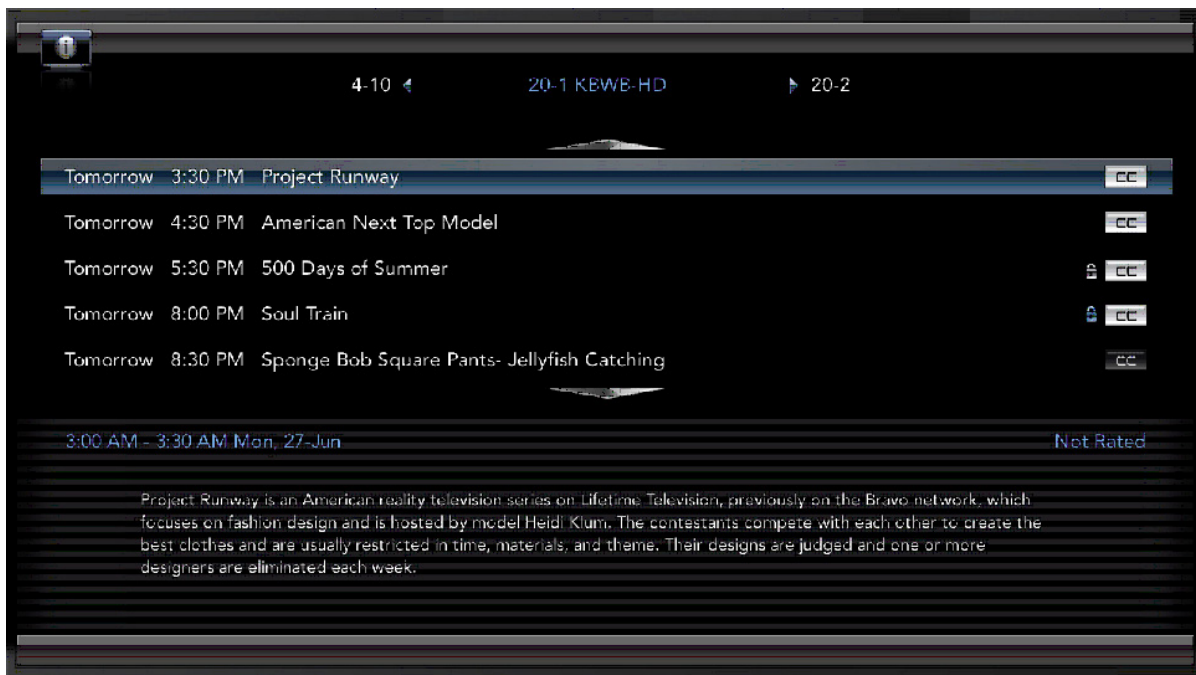 4-10 20-1 KBWB-HD 20-2
Tomorrow 3:30 PM Project Runway CC
Tomorrow 4:30 PM American Next Top Model CC
Tomorrow 5:30 PM 500 Days of Summer CC
Tomorrow 8:00 PM Soul Train CC
Tomorrow 8:30 PM Sponge Bob Square Pants- Jellyfish Catching CC
3:00 AM - 3:30 AM Mon, 27-Jun Not Rated
Project Runway is an American reality television series on Lifetime Television, previously on the Bravo network, which
focuses on fashion design and is hosted by model Heidi Klum. The contestants compete with each other to create the
best clothes and are usually restricted in time, materials, and theme. Their designs are judged and one or more
designers are eliminated each week.